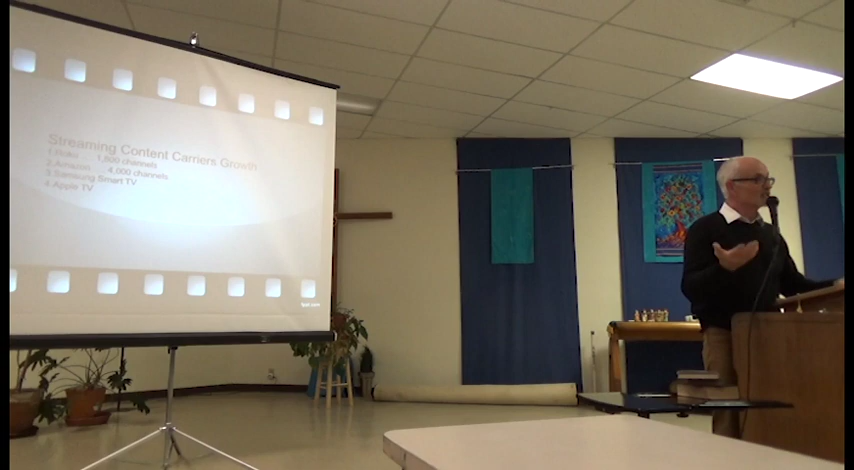 Streaming Content Carriers Growth
1.Roku 1,800 channels
2.Amazon 4,000 channels
3.Samsung Smart TV
4.Apple TV